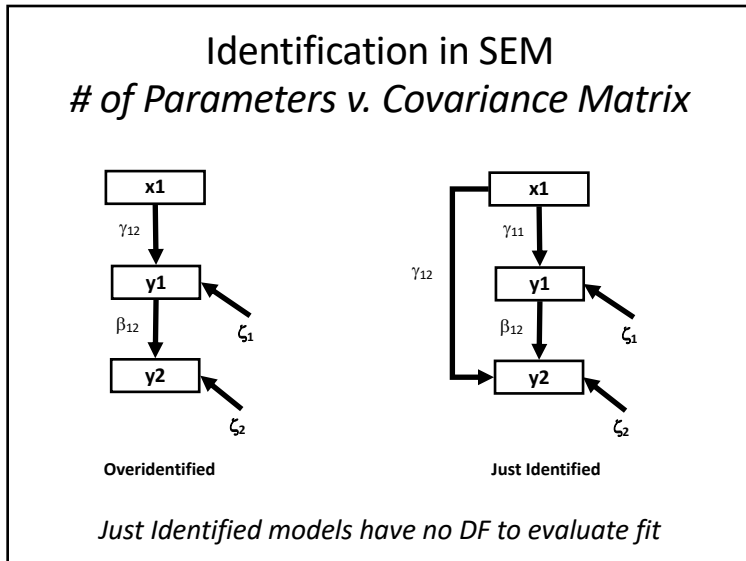 Identification in SEM
# of Parameters v. Covariance Matrix
x1
γ12
y1
β12
ζ1
y2
ζ2
Overidentified
x1
γ11
γ12
y1
β12
ζ1
y2
ζ2
Just Identified
Just Identified models have no DF to evaluate fit